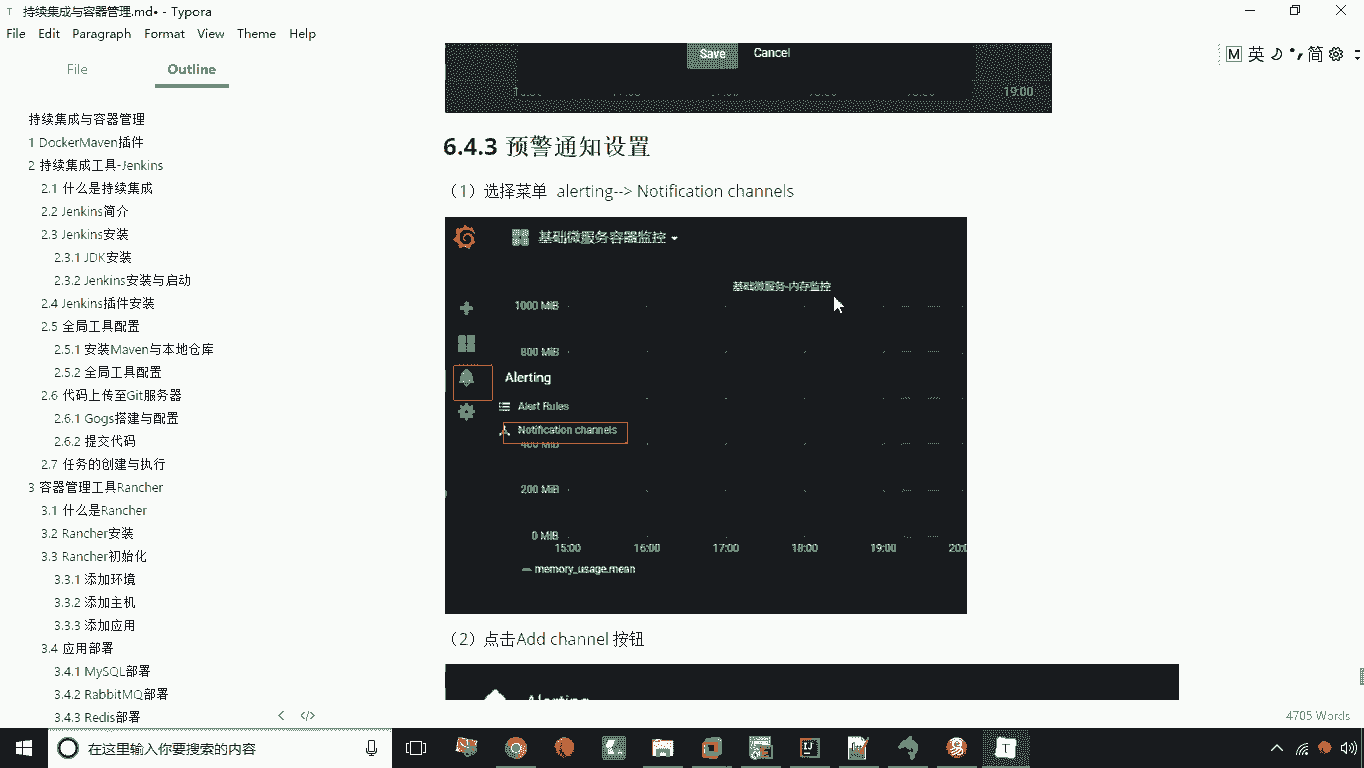 持续集成与容器管理.md• - Typora
File Edit Paragraph Format View Theme Help
File Outline
持续集成与容器管理
1 DockerMaven插件
2 持续集成工具-Jenkins
2.1 什么是持续集成
2.2 Jenkins简介
2.3 Jenkins安装
2.3.1 JDK安装
2.3.2 Jenkins安装与启动
2.4 Jenkins插件安装
2.5 全局工具配置
2.5.1 安装Maven与本地仓库
2.5.2 全局工具配置
2.6 代码上传至Git服务器
2.6.1 Gogs搭建与配置
2.6.2 提交代码
2.7 任务的创建与执行
3 容器管理工具Rancher
3.1 什么是Rancher
3.2 Rancher安装
3.3 Rancher初始化
3.3.1 添加环境
3.3.2 添加主机
3.3.3 添加应用
3.4 应用部署
3.4.1 MySQL部署
3.4.2 RabbitMQ部署
3.4.3 Redis部署
M 英 简
Save Cancel
19:00
6.4.3 预警通知设置
（1）选择菜单 alerting--> Notification channels
基础微服务容器监控
基础微服务-内存监控
1000 MiB
800 MiB
Alerting
Alert Rules
Notification channels
400 MiB
200 MiB
0 MiB
15:00 16:00 17:00 18:00 19:00
memory_usage.mean
（2）点击Add channel 按钮
Alerting
4705 Words
在这里输入你要搜索的内容